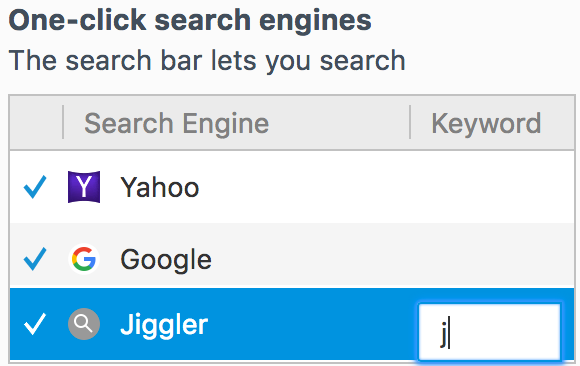 One-click search engines
The search bar lets you search
Search Engine Keyword
Yahoo
Google
Jiggler j